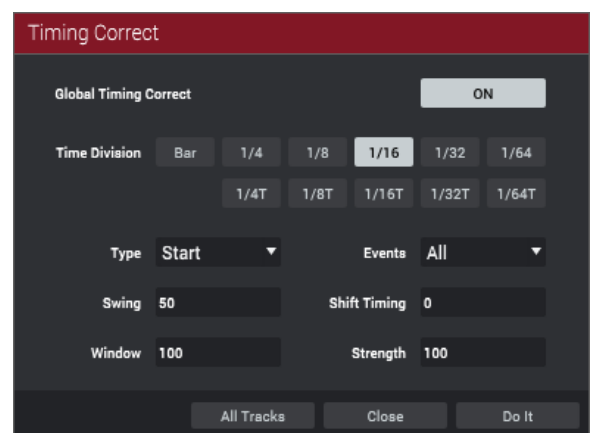 Timing Correct
Global Timing Correct ON
Time Division Bar 1/4 1/8 1/16 1/32 1/64
1/4T 1/8T 1/16T 1/32T 1/64T
Type Start Events All
Swing 50 Shift Timing 0
Window 100 Strength 100
All Tracks Close Do It